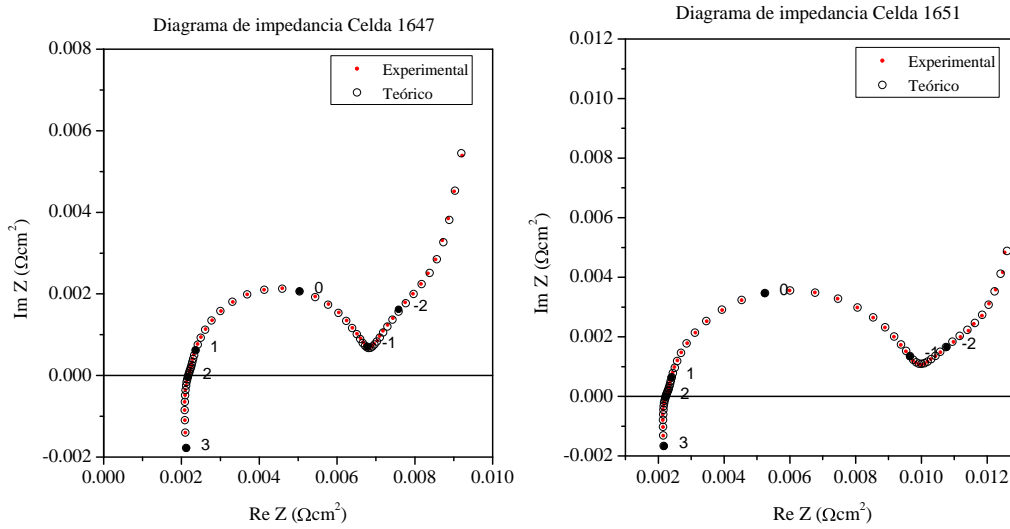 Diagrama de impedancia Celda 1647
0.008
0.006
0.004
0.002
0.000
-0.002
Im Z (Ωcm²)
Experimental
Teórico
0
1
2
3
-1
-2
0.000 0.002 0.004 0.006 0.008 0.010
Re Z (Ωcm²)
Diagrama de impedancia Celda 1651
0.012
0.010
0.008
0.006
0.004
0.002
0.000
-0.002
Im Z (Ωcm²)
Experimental
Teórico
0
1
2
3
-1
-2
0.002 0.004 0.006 0.008 0.010 0.012
Re Z (Ωcm²)